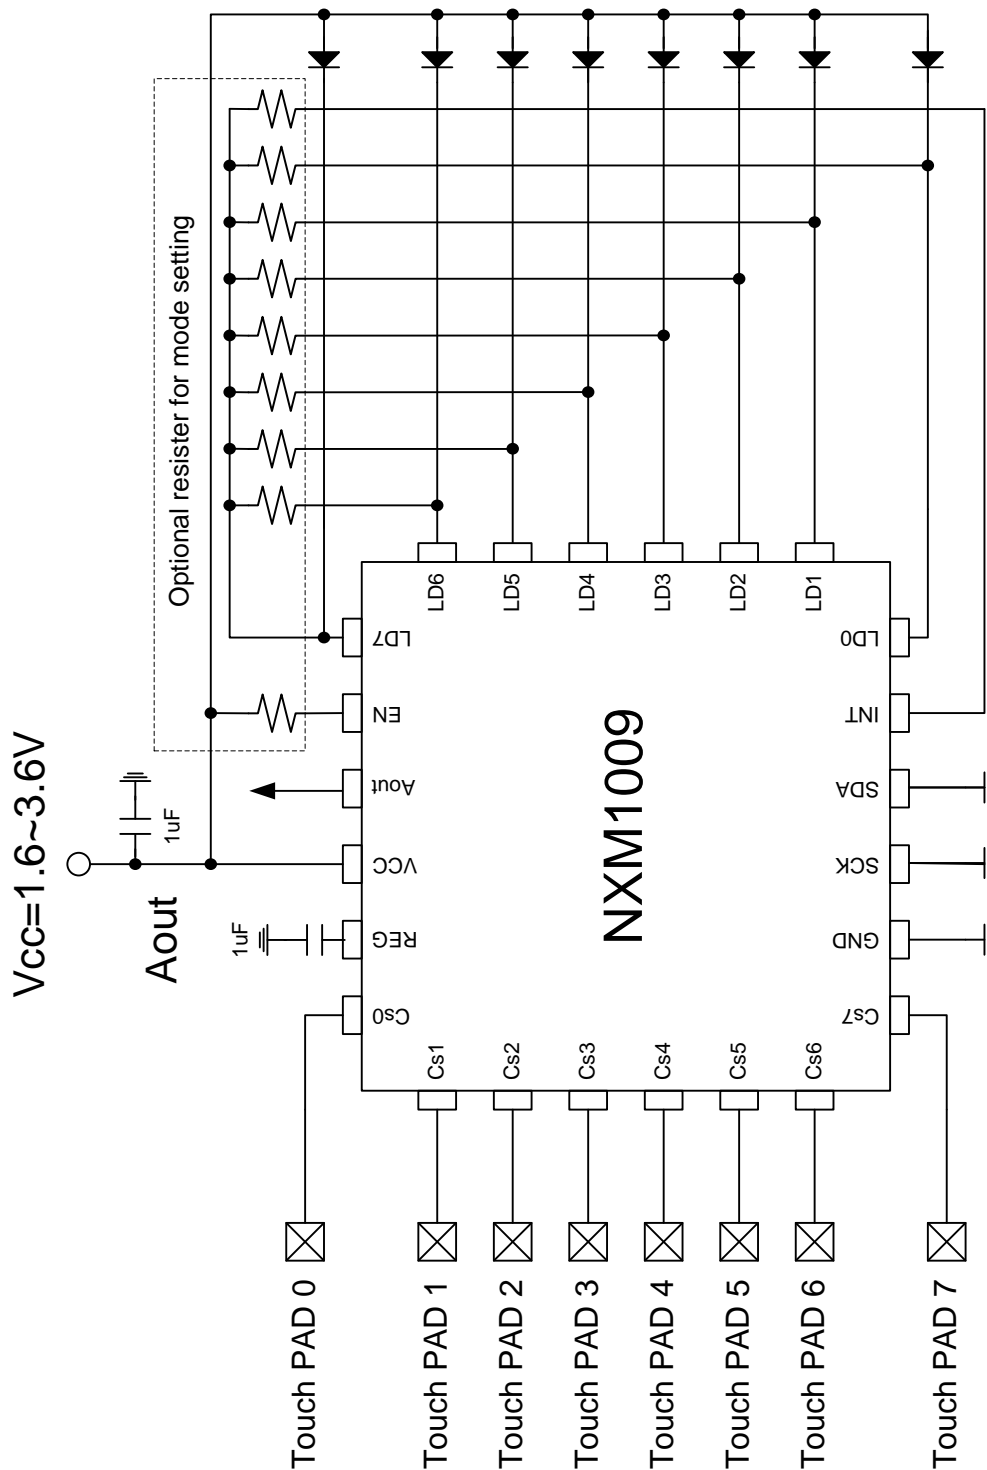 Vcc=1.6~3.6V
1uF
Aout
1uF
Optional resister for mode setting
NXM1009
LD7
EN
Aout
VCC
REG
Cs0
LD6
LD5
LD4
LD3
LD2
LD1
LD0
INT
SDA
SCK
GND
Cs7
Cs1
Cs2
Cs3
Cs4
Cs5
Cs6
Touch PAD 0
Touch PAD 1
Touch PAD 2
Touch PAD 3
Touch PAD 4
Touch PAD 5
Touch PAD 6
Touch PAD 7